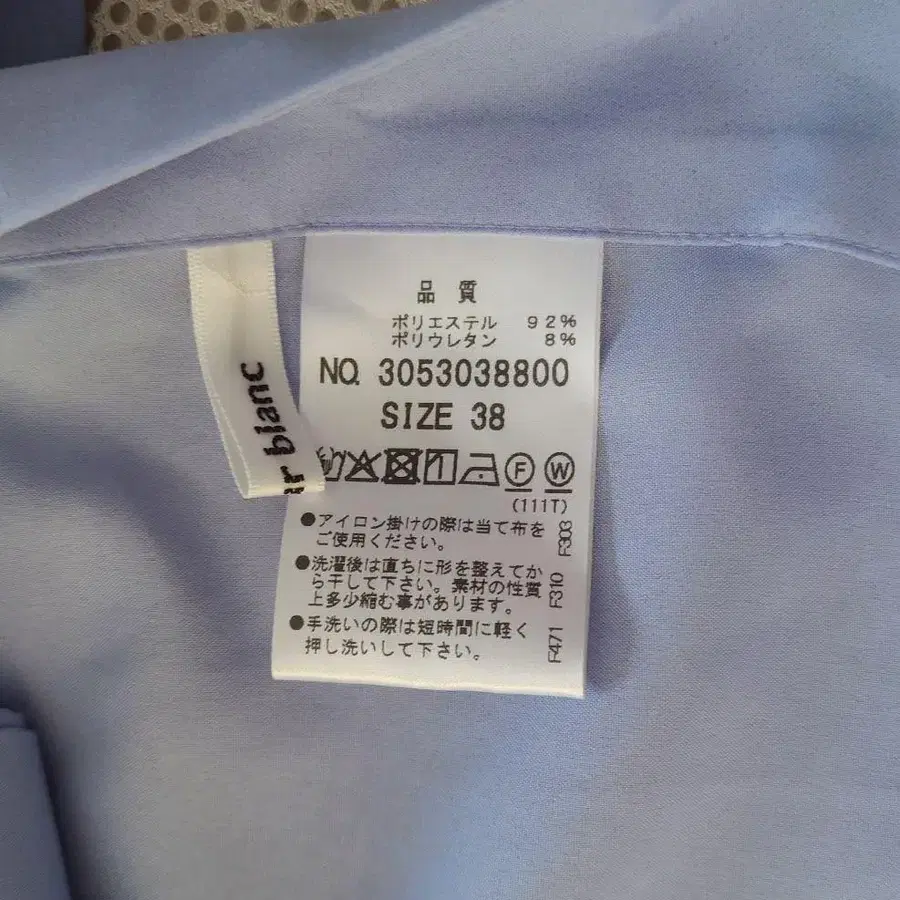 品質
ポリエステル 92%
ポリウレタン 8%
NO. 3053038800
SIZE 38
F W
(111T)
●アイロン掛けの際は当て布を
ご使用ください。
●洗濯後は直ちに形を整えてか
ら干して下さい。素材の性質
上多少縮む事があります。
●手洗いの際は短時間に軽く
押し洗いして下さい。
F303
F310
F471
blanc